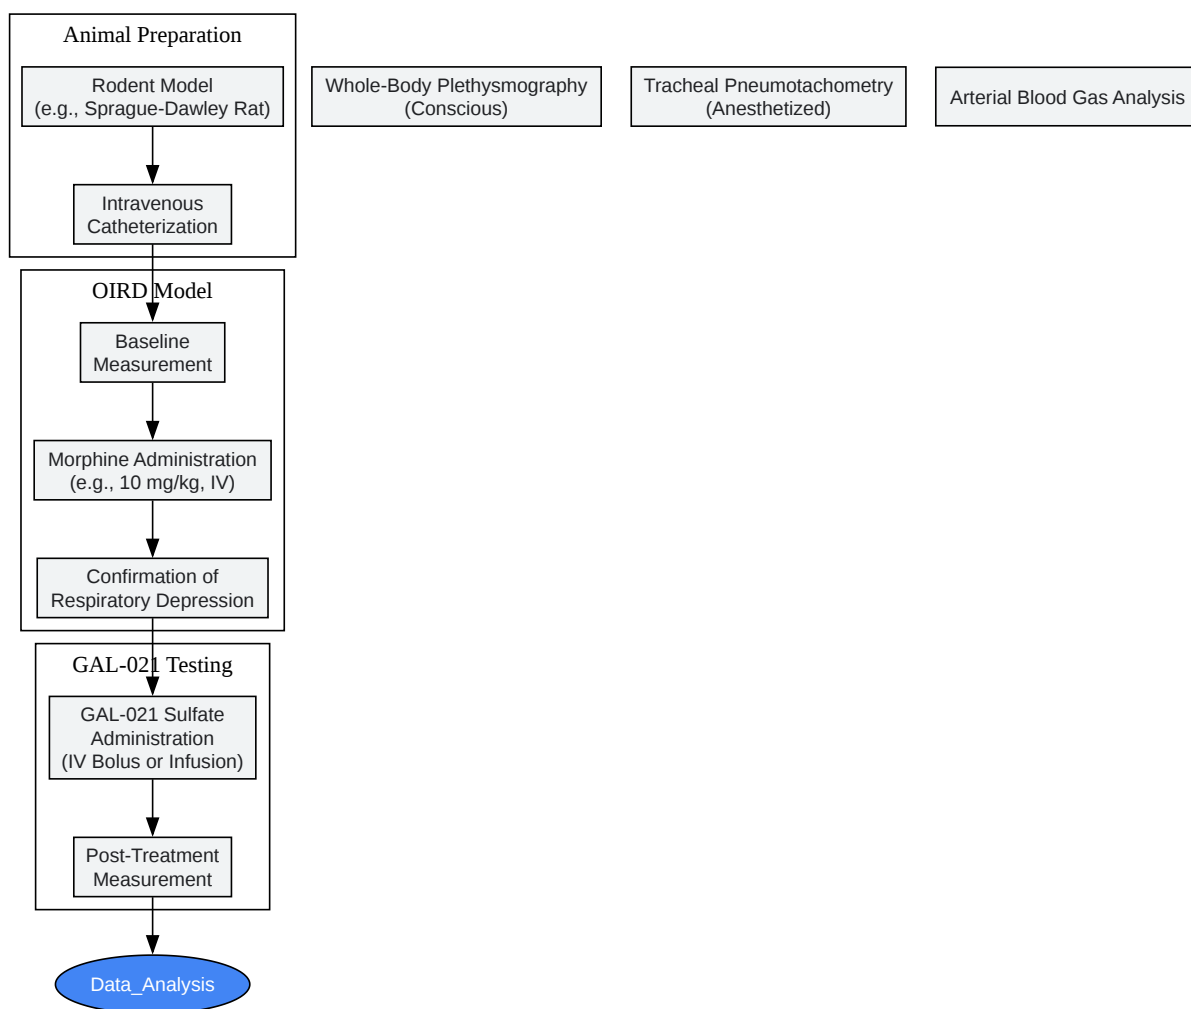 Animal Preparation
Rodent Model
(e.g., Sprague-Dawley Rat)
Whole-Body Plethysmography
(Conscious)
Tracheal Pneumotachometry
(Anesthetized)
Arterial Blood Gas Analysis
Intravenous
Catheterization
OIRD Model
Baseline
Measurement
Morphine Administration
(e.g., 10 mg/kg, IV)
Confirmation of
Respiratory Depression
GAL-021 Testing
GAL-021 Sulfate
Administration
(IV Bolus or Infusion)
Post-Treatment
Measurement
Data_Analysis